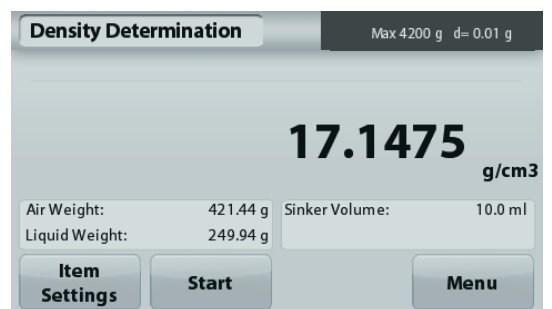 Density Determination
Max 4200 g d= 0.01 g
17.1475
g/cm3
Air Weight: 421.44 g
Liquid Weight: 249.94 g
Sinker Volume: 10.0 ml
Item Settings
Start
Menu